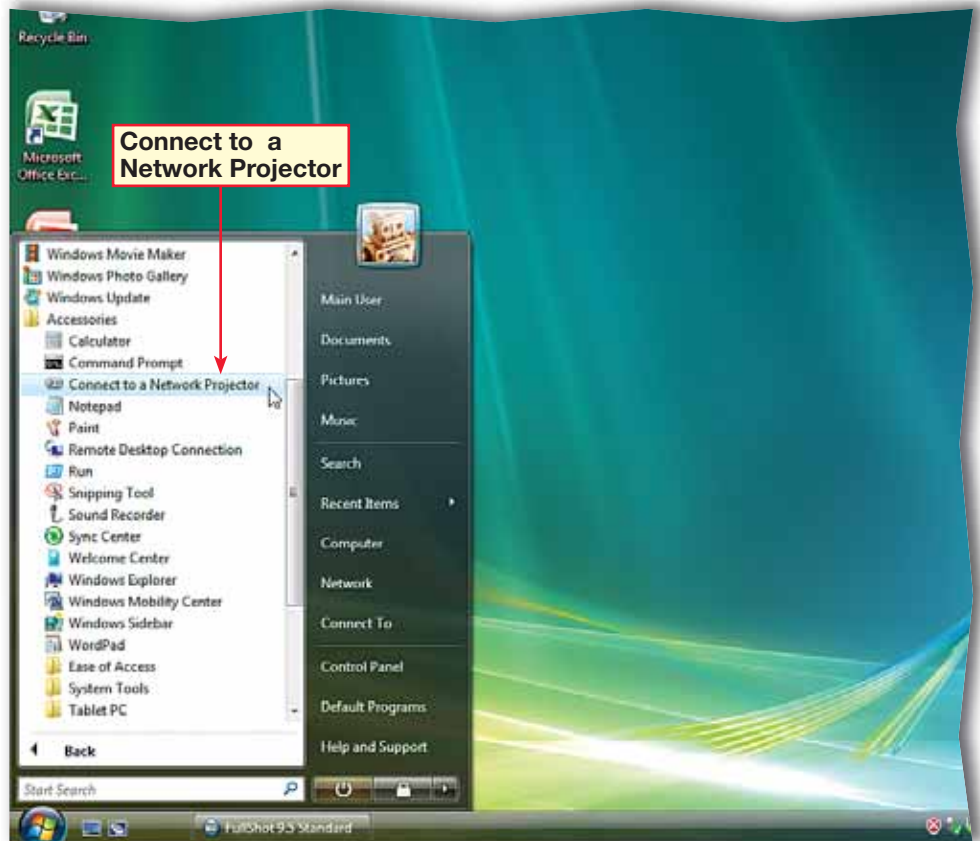 Recycle Bin
Microsoft
Office Exc...
Connect to a
Network Projector
Windows Movie Maker
Windows Photo Gallery
Windows Update
Accessories
Calculator
Command Prompt
Connect to a Network Projector
Notepad
Paint
Remote Desktop Connection
Run
Snipping Tool
Sound Recorder
Sync Center
Welcome Center
Windows Explorer
Windows Mobility Center
Windows Sidebar
WordPad
Ease of Access
System Tools
Tablet PC
Back
Start Search
Main User
Documents
Pictures
Music
Search
Recent Items
Computer
Network
Connect To
Control Panel
Default Programs
Help and Support
FullShot 9.5 Standard